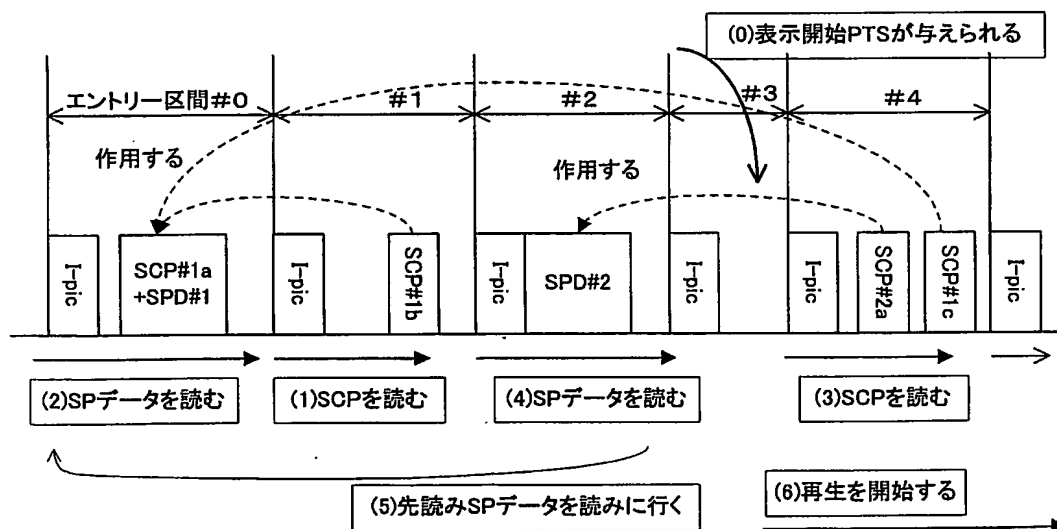 (0)表示開始PTSが与えられる
エントリー区間#0
#1
#2
#3
#4
作用する
作用する
I-pic
SCP#1a
+SPD#1
I-pic
SCP#1b
I-pic
SPD#2
I-pic
I-pic
SCP#2a
SCP#1c
I-pic
(2)SPデータを読む
(1)SCPを読む
(4)SPデータを読む
(3)SCPを読む
(5)先読みSPデータを読みに行く
(6)再生を開始する